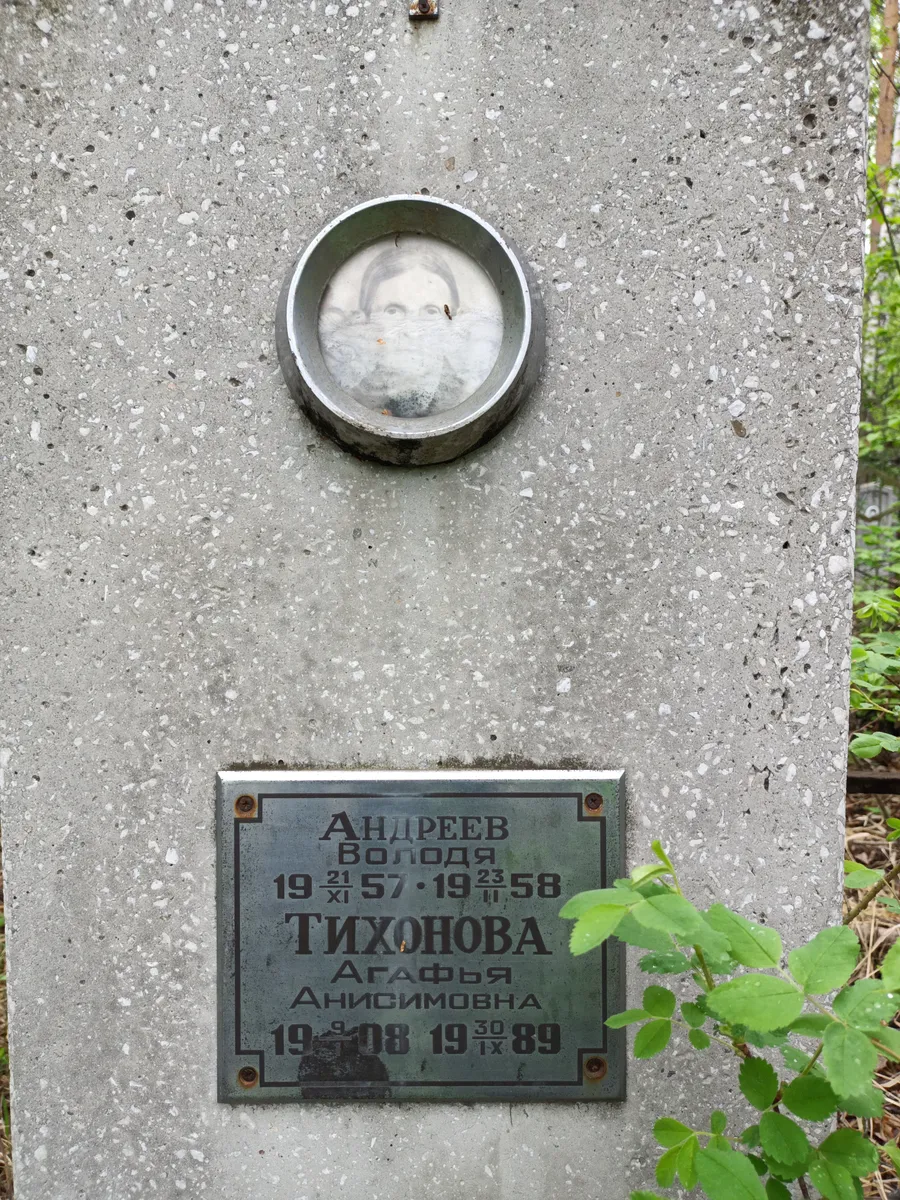 Андреев
Володя
19 21/XI 57 · 19 23/II 58
Тихонова
Агафья
Анисимовна
19 9/I 08 19 30/IX 89